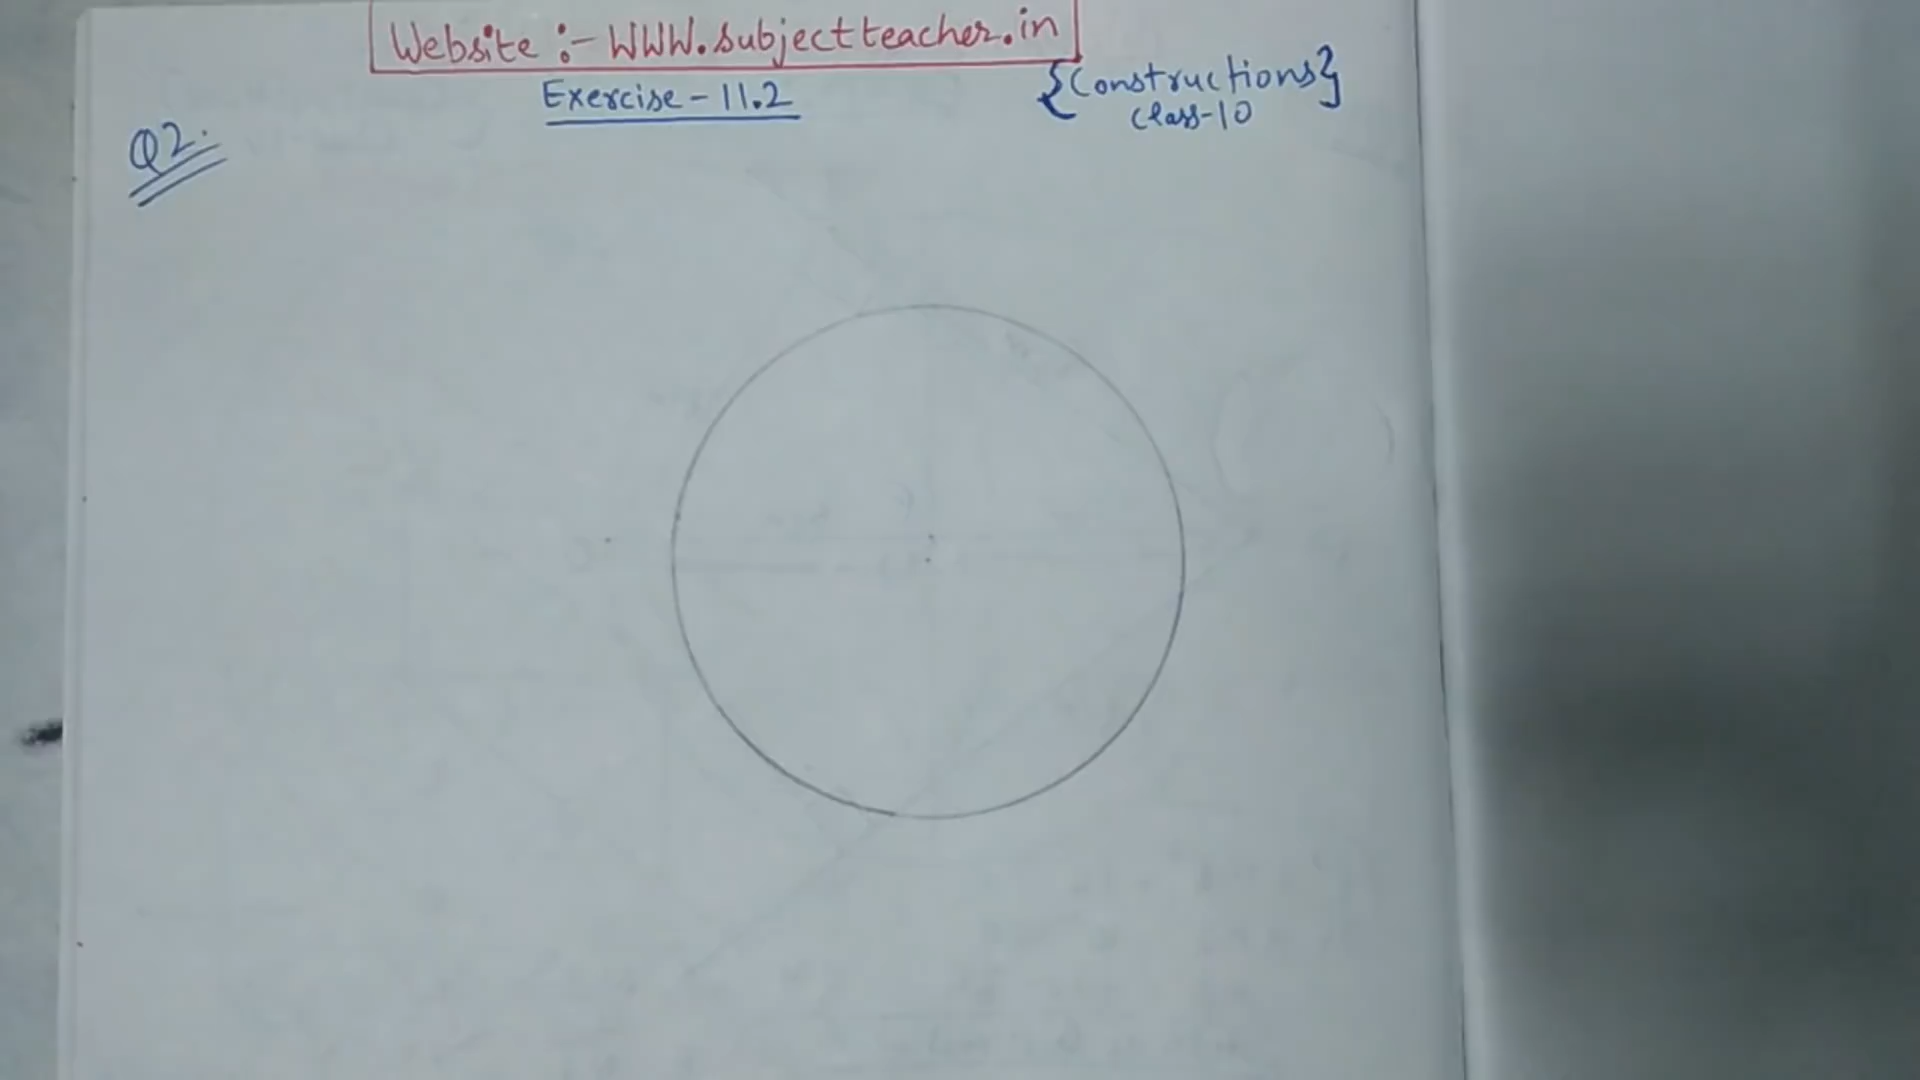 Website :- WWW.subjectteacher.in
Exercise - 11.2
{Constructions}
Class-10
Q2.